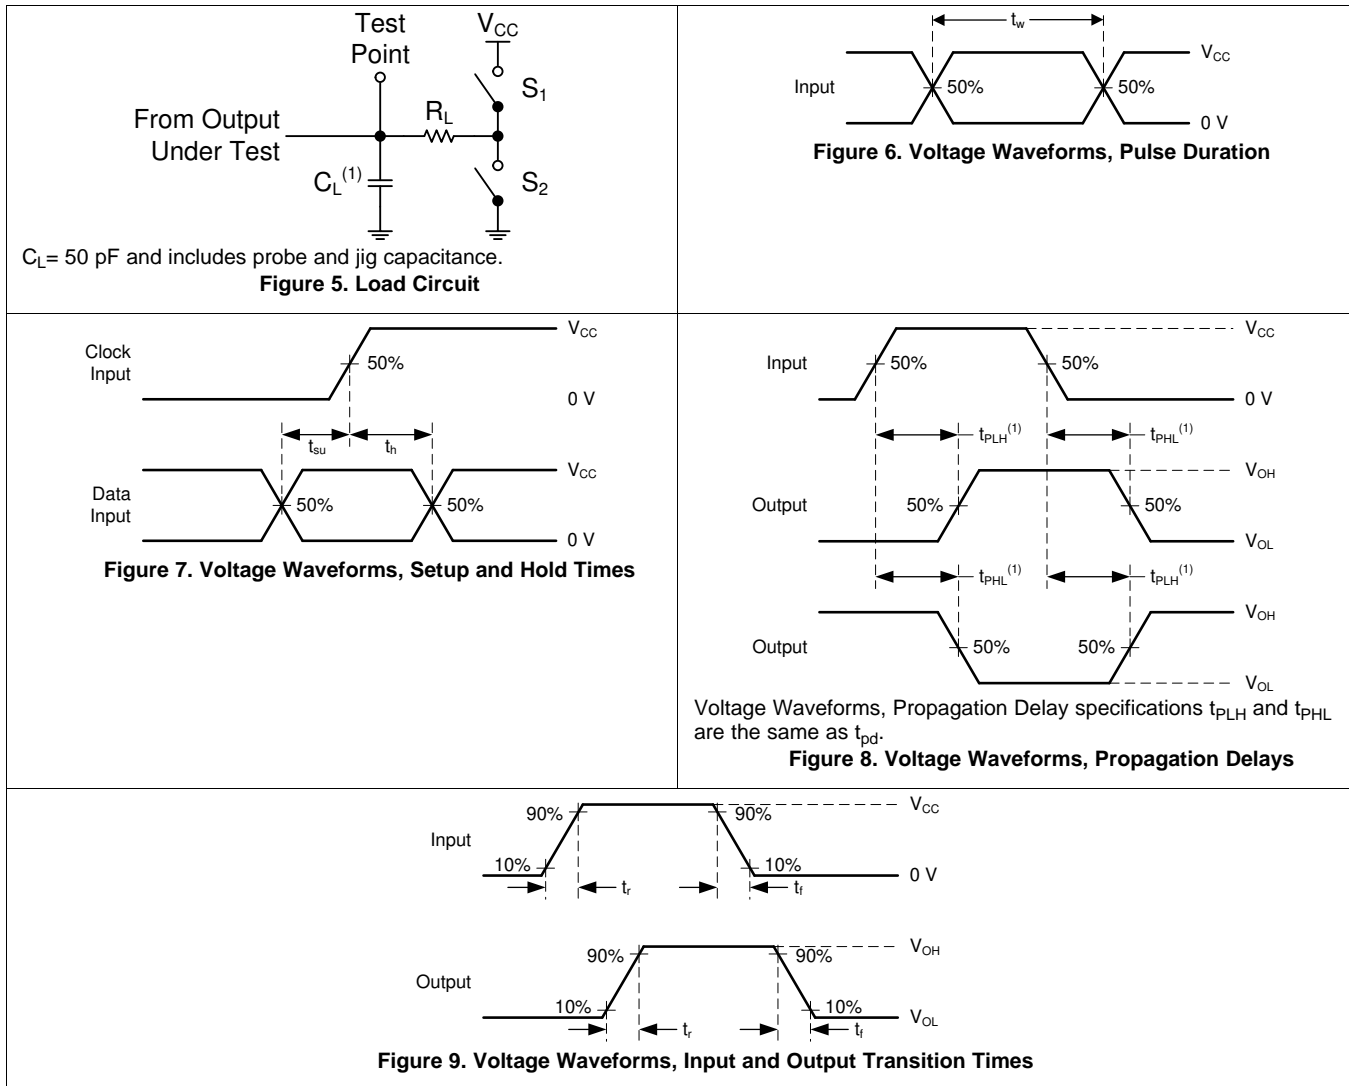 Test
Point
V_CC
S1
R_L
From Output
Under Test
C_L(1)
S2
C_L= 50 pF and includes probe and jig capacitance.
Figure 5. Load Circuit
t_w
V_CC
Input
50%
50%
0 V
Figure 6. Voltage Waveforms, Pulse Duration
V_CC
Clock
Input
50%
0 V
t_su
t_h
V_CC
Data
Input
50%
50%
0 V
Figure 7. Voltage Waveforms, Setup and Hold Times
V_CC
Input
50%
50%
0 V
t_PLH(1)
t_PHL(1)
V_OH
Output
50%
50%
V_OL
t_PHL(1)
t_PLH(1)
V_OH
Output
50%
50%
V_OL
Voltage Waveforms, Propagation Delay specifications t_PLH and t_PHL
are the same as t_pd.
Figure 8. Voltage Waveforms, Propagation Delays
V_CC
90%
90%
Input
10%
10%
0 V
t_r
t_f
V_OH
90%
90%
Output
10%
10%
V_OL
t_r
t_f
Figure 9. Voltage Waveforms, Input and Output Transition Times